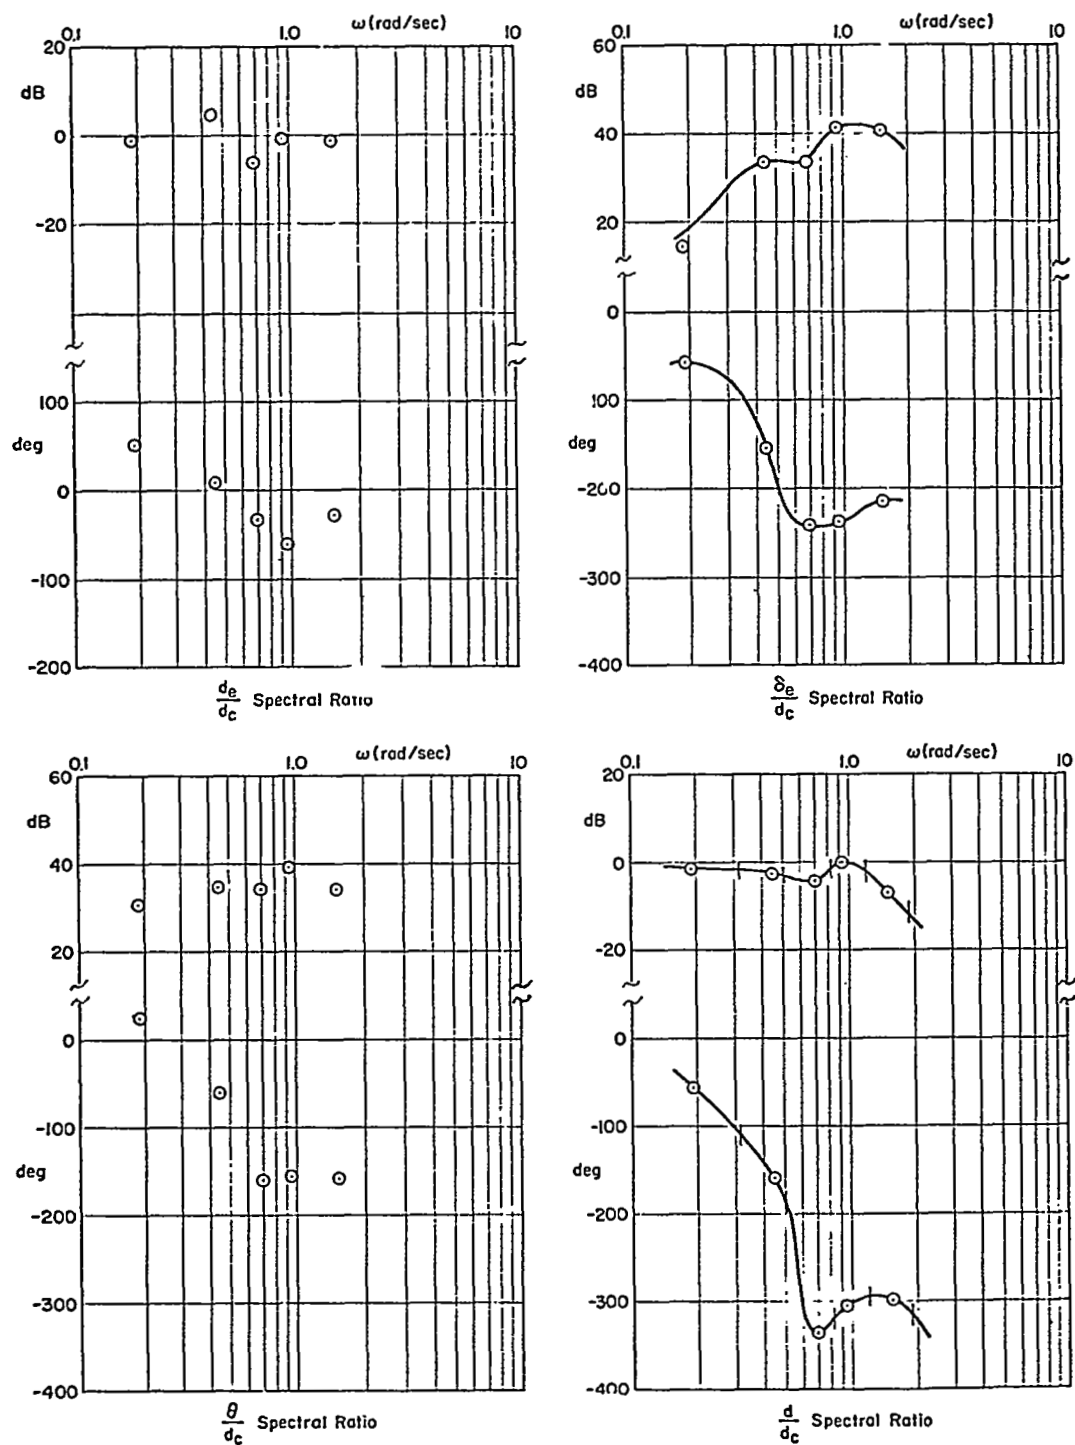 ω(rad/sec)
0.1 1.0 10
20
dB
0
-20
100
deg
0
-100
-200
d_e/d_c Spectral Ratio
ω(rad/sec)
0.1 1.0 10
60
dB
40
20
0
100
deg
-200
-300
-400
δ_e/d_c Spectral Ratio
ω(rad/sec)
0.1 1.0 10
60
dB
40
20
0
-100
deg
-200
-300
-400
θ/d_c Spectral Ratio
ω(rad/sec)
0.1 1.0 10
20
dB
0
-20
0
-100
deg
-200
-300
-400
d/d_c Spectral Ratio